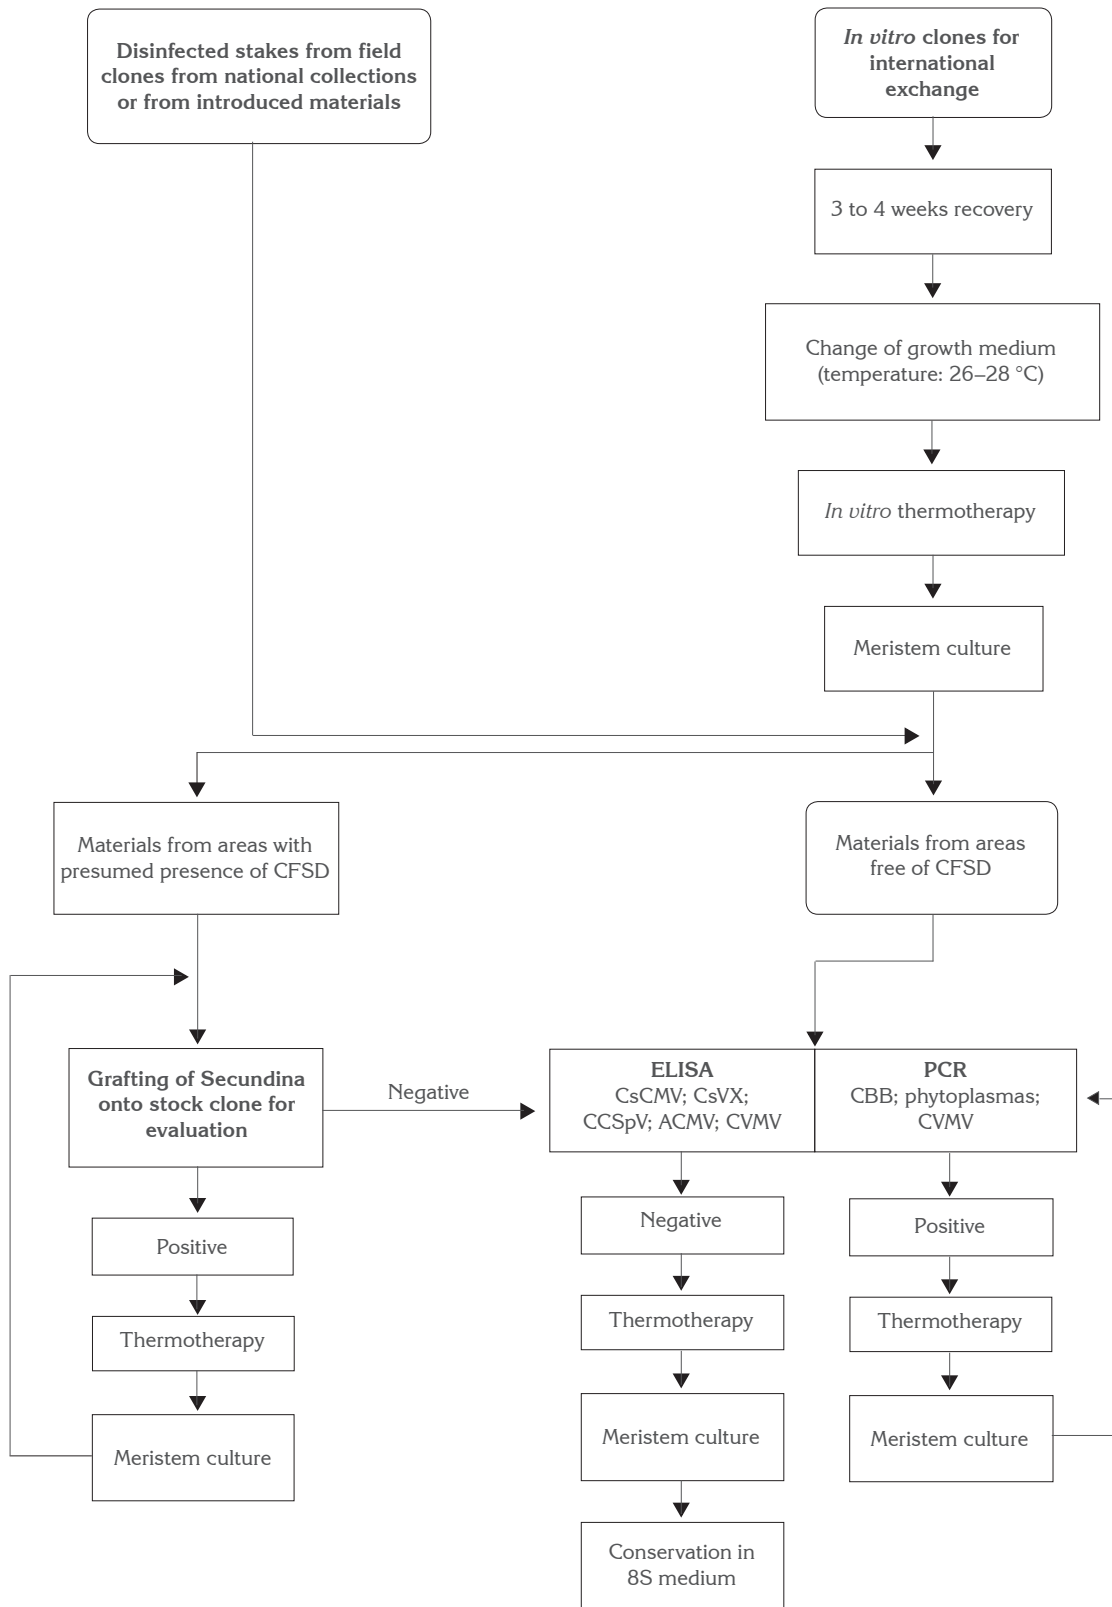 Disinfected stakes from field
clones from national collections
or from introduced materials
In vitro clones for
international
exchange
3 to 4 weeks recovery
Change of growth medium
(temperature: 26–28 °C)
In vitro thermotherapy
Meristem culture
Materials from areas with
presumed presence of CFSD
Materials from areas
free of CFSD
Grafting of Secundina
onto stock clone for
evaluation
Negative
ELISA
CsCMV; CsVX;
CCSpV; ACMV; CVMV
PCR
CBB; phytoplasmas;
CVMV
Positive
Thermotherapy
Meristem culture
Negative
Thermotherapy
Meristem culture
Conservation in
8S medium
Positive
Thermotherapy
Meristem culture